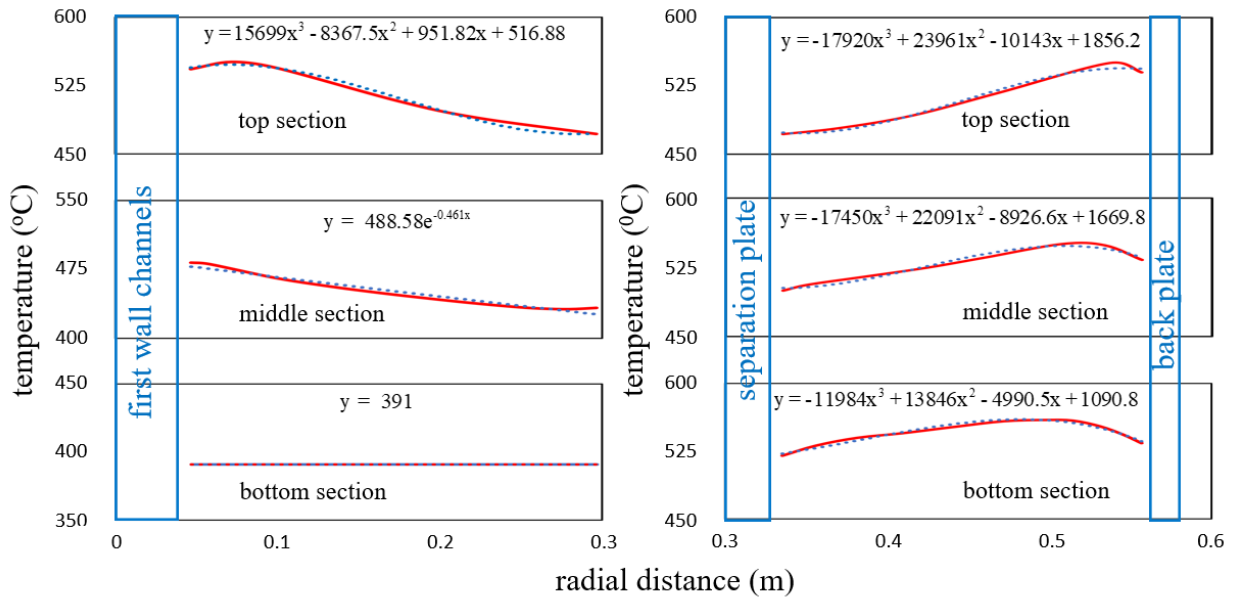 temperature (ºC)
600
525
450
y = 15699x³ - 8367.5x² + 951.82x + 516.88
top section
550
475
400
y = 488.58e^-0.461x
middle section
450
400
350
y = 391
bottom section
first wall channels
0
0.1
0.2
0.3
temperature (⁰C)
600
525
450
y = -17920x³ + 23961x² - 10143x + 1856.2
top section
600
525
450
y = -17450x³ + 22091x² - 8926.6x + 1669.8
middle section
600
525
450
y = -11984x³ + 13846x² - 4990.5x + 1090.8
bottom section
separation plate
back plate
0.3
0.4
0.5
0.6
radial distance (m)